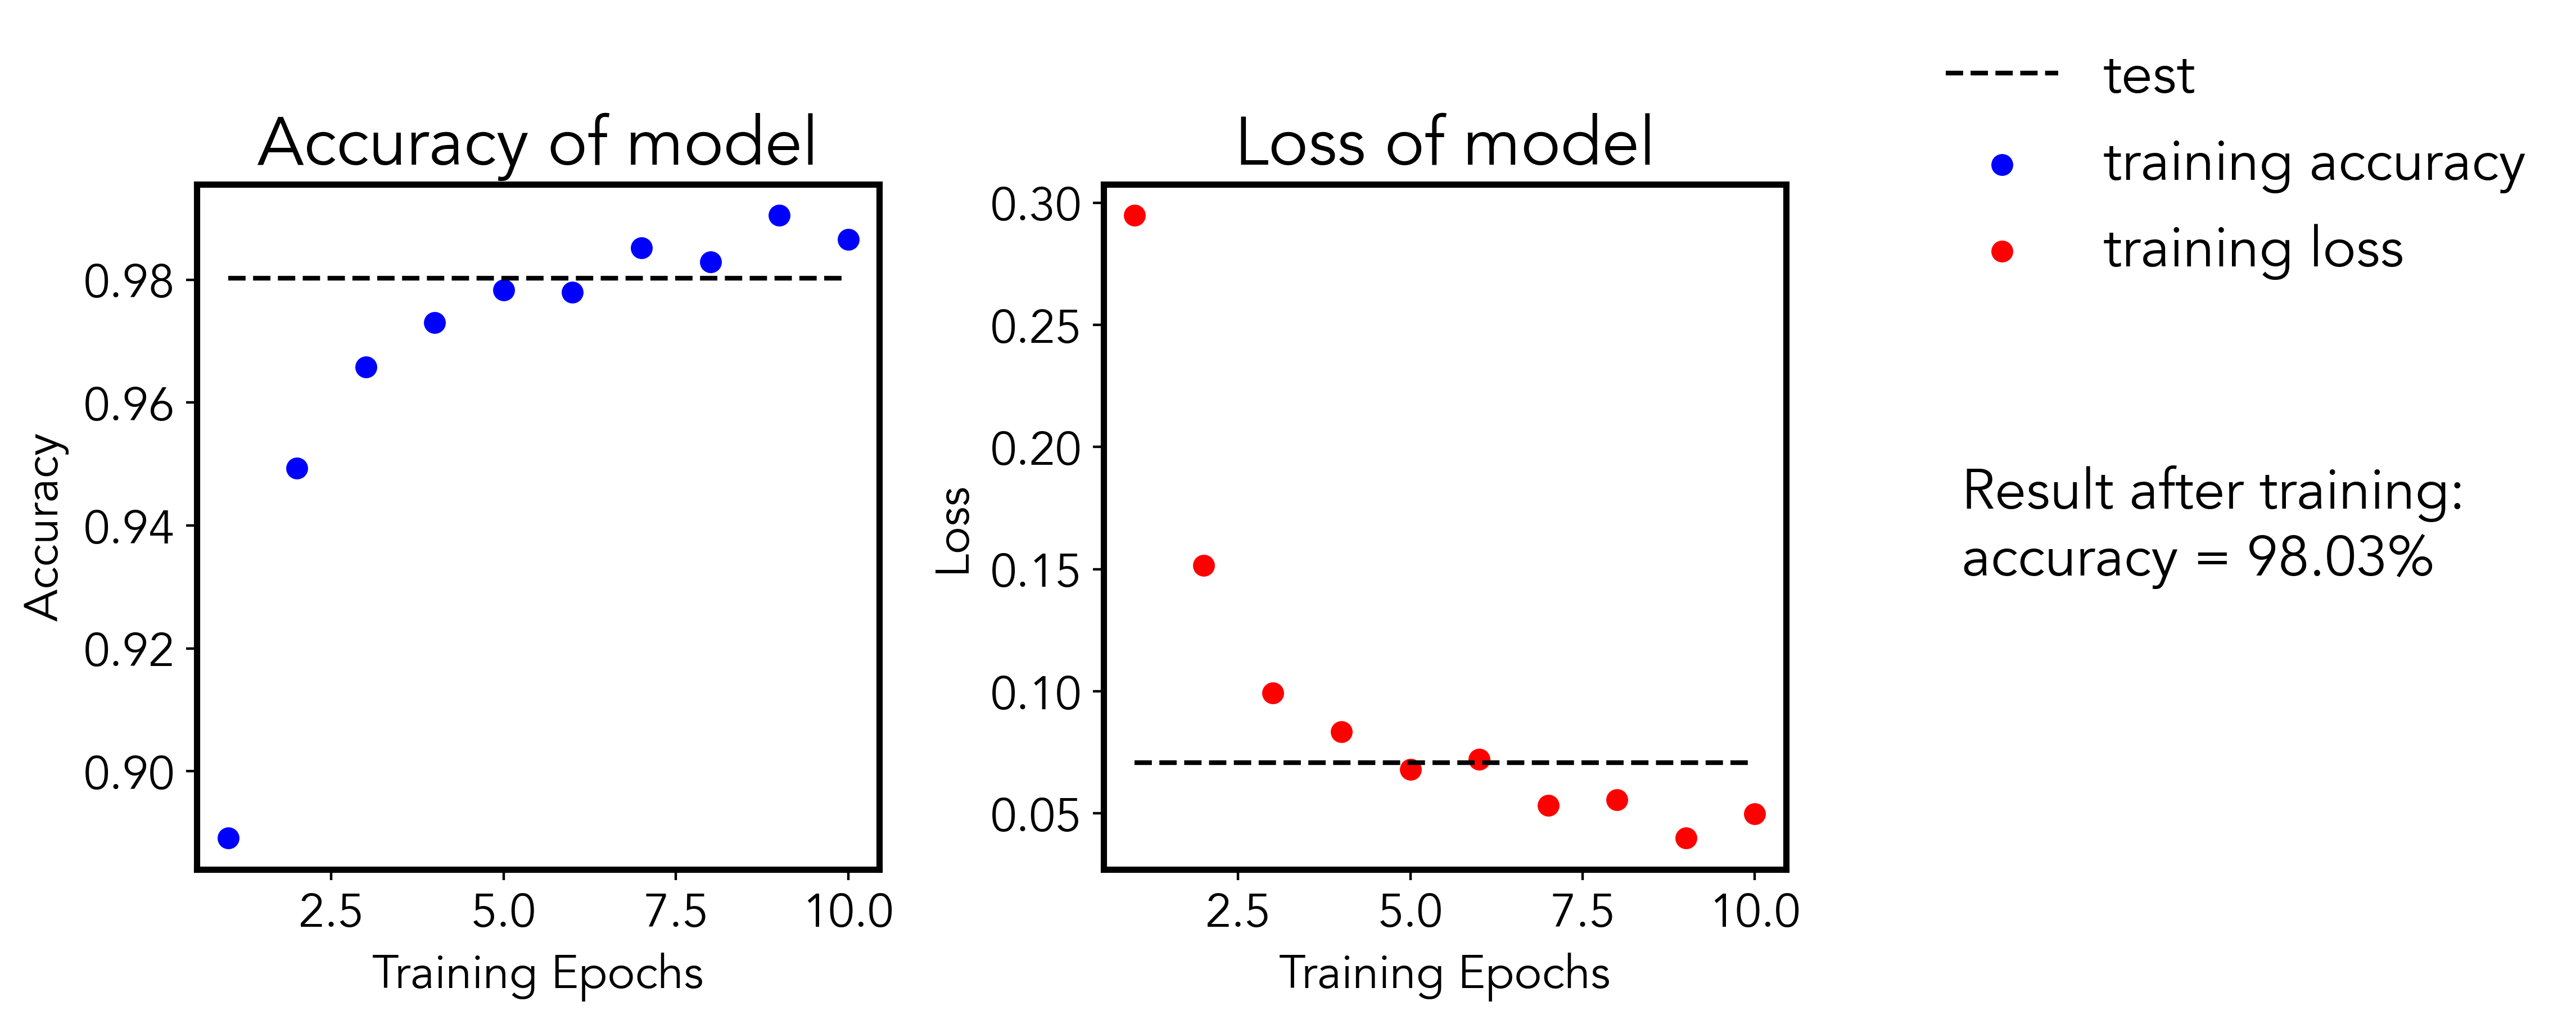 Accuracy of model
0.98
0.96
0.94
0.92
0.90
Accuracy
2.5 5.0 7.5 10.0
Training Epochs
Loss of model
0.30
0.25
0.20
0.15
0.10
0.05
Loss
2.5 5.0 7.5 10.0
Training Epochs
test
training accuracy
training loss
Result after training:
accuracy = 98.03%